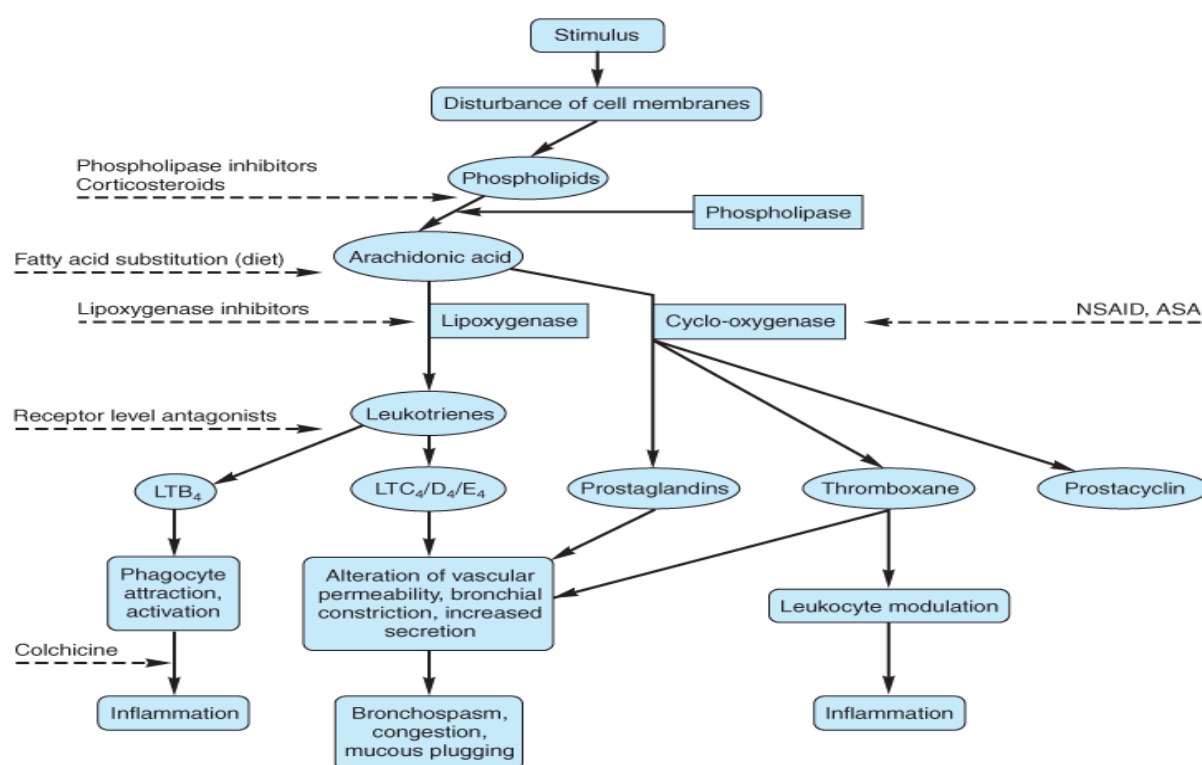 Stimulus
Disturbance of cell membranes
Phospholipase inhibitors
Corticosteroids
Phospholipids
Phospholipase
Fatty acid substitution (diet)
Arachidonic acid
Lipoxygenase inhibitors
Lipoxygenase
Cyclo-oxygenase
NSAID, ASA
Receptor level antagonists
Leukotrienes
LTB₄
LTC₄/D₄/E₄
Prostaglandins
Thromboxane
Prostacyclin
Phagocyte
attraction,
activation
Alteration of vascular
permeability, bronchial
constriction, increased
secretion
Leukocyte modulation
Colchicine
Inflammation
Bronchospasm,
congestion,
mucous plugging
Inflammation